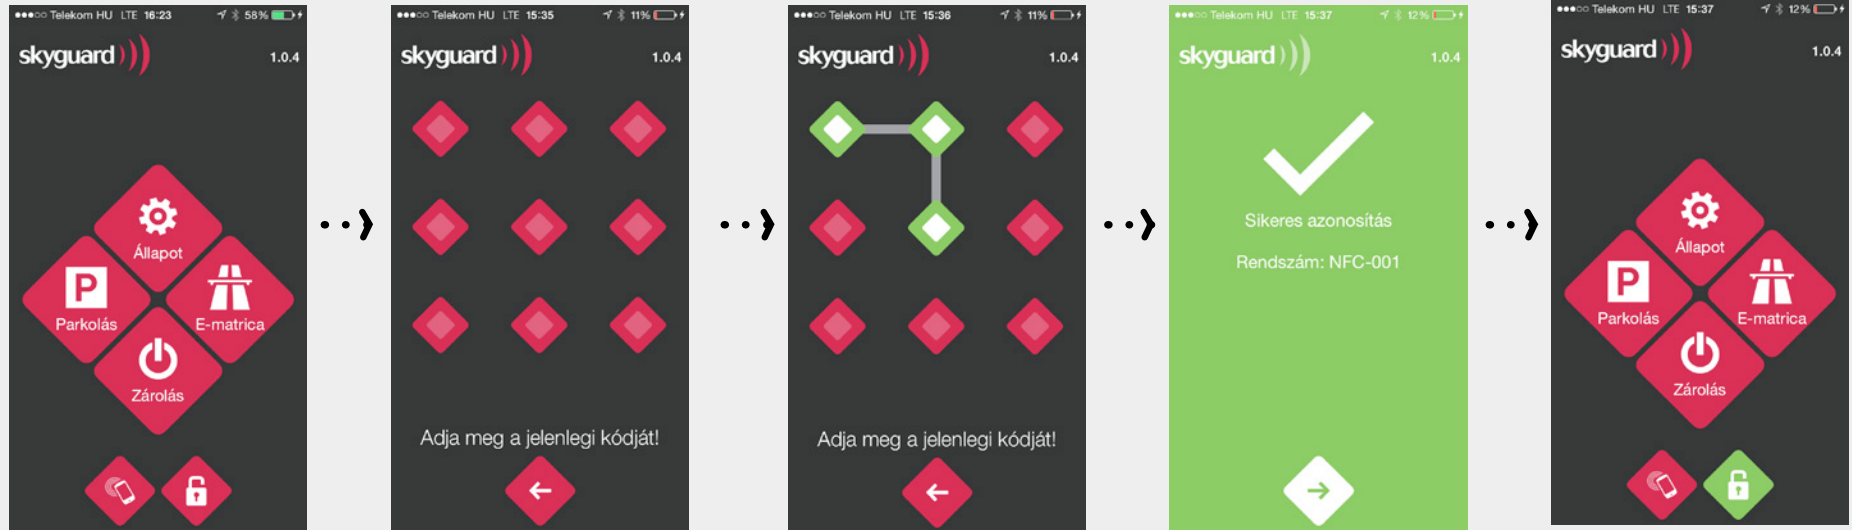 ●●●○○ Telekom HU LTE 16:23 58%
skyguard 1.0.4
Állapot
P
Parkolás E-matrica
Zárolás
●●●○○ Telekom HU LTE 15:35 11%
skyguard 1.0.4
Adja meg a jelenlegi kódját!
●●●○○ Telekom HU LTE 15:36 11%
skyguard 1.0.4
Adja meg a jelenlegi kódját!
●●●○○ Telekom HU LTE 15:37 12%
skyguard 1.0.4
Sikeres azonosítás
Rendszám: NFC-001
●●●○○ Telekom HU LTE 15:37 12%
skyguard 1.0.4
Állapot
P
Parkolás E-matrica
Zárolás